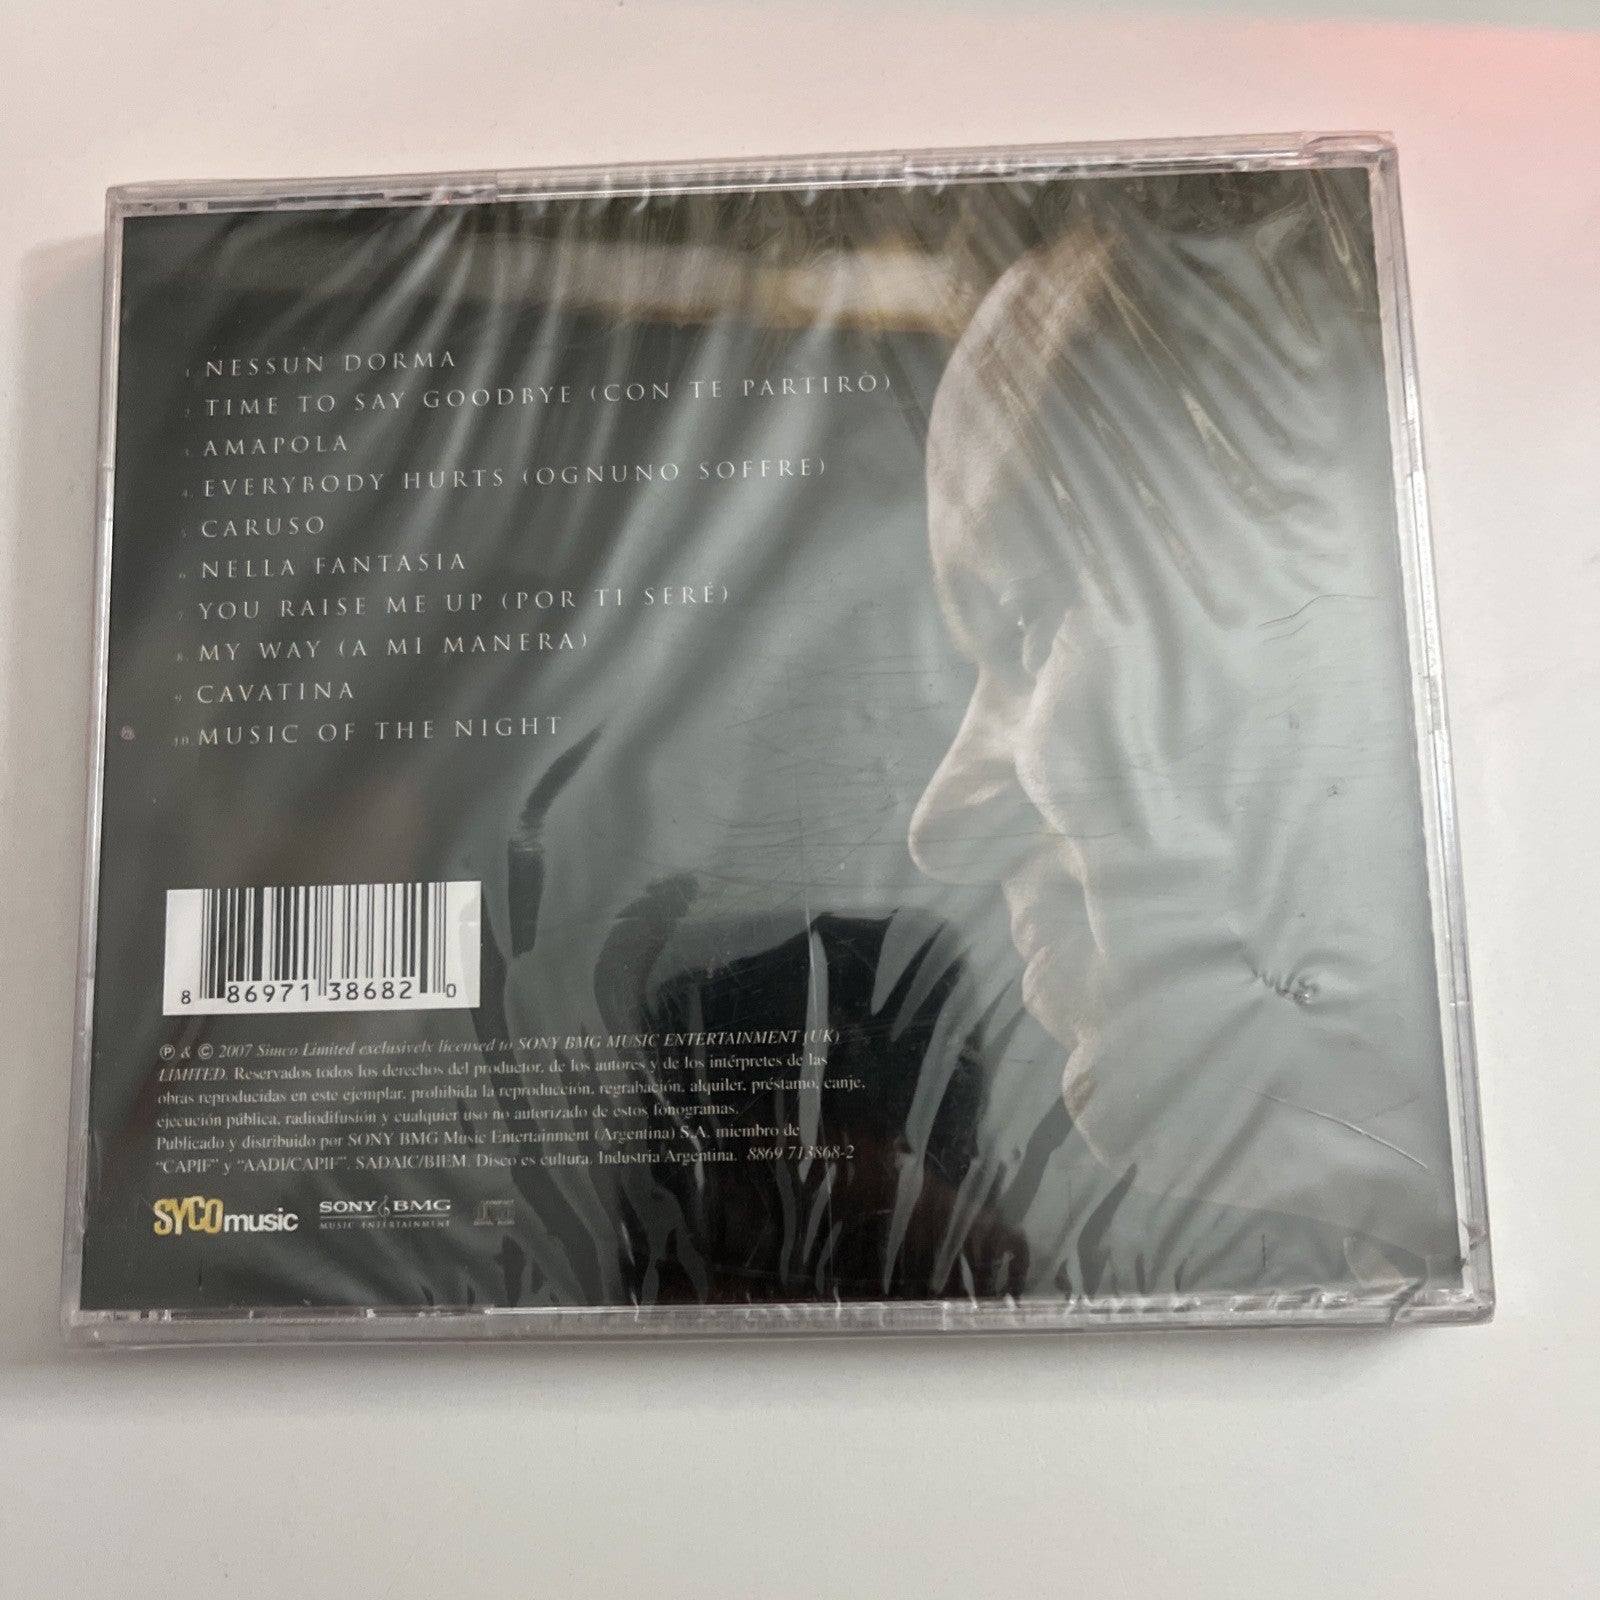 1. NESSUN DORMA
2. TIME TO SAY GOODBYE (CON TE PARTIRÒ)
3. AMAPOLA
4. EVERYBODY HURTS (OGNUNO SOFFRE)
5. CARUSO
6. NELLA FANTASIA
7. YOU RAISE ME UP (POR TI SERÉ)
8. MY WAY (A MI MANERA)
9. CAVATINA
10. MUSIC OF THE NIGHT
8 86971 38682 0
℗ & © 2007 Simco Limited exclusively licensed to SONY BMG MUSIC ENTERTAINMENT (UK)
LIMITED. Reservados todos los derechos del productor, de los autores y de los intérpretes de las
obras reproducidas en este ejemplar, prohibida la reproducción, regrabación, alquiler, préstamo, canje,
ejecución pública, radiodifusión y cualquier uso no autorizado de estos fonogramas.
Publicado y distribuido por SONY BMG Music Entertainment (Argentina) S.A. miembro de
"CAPIF" y "AADI/CAPIF". SADAIC/BIEM. Disco es cultura. Industria Argentina. 8869 713868-2
SYCOmusic SONY BMG
MUSIC ENTERTAINMENT
COMPACT
disc
DIGITAL AUDIO